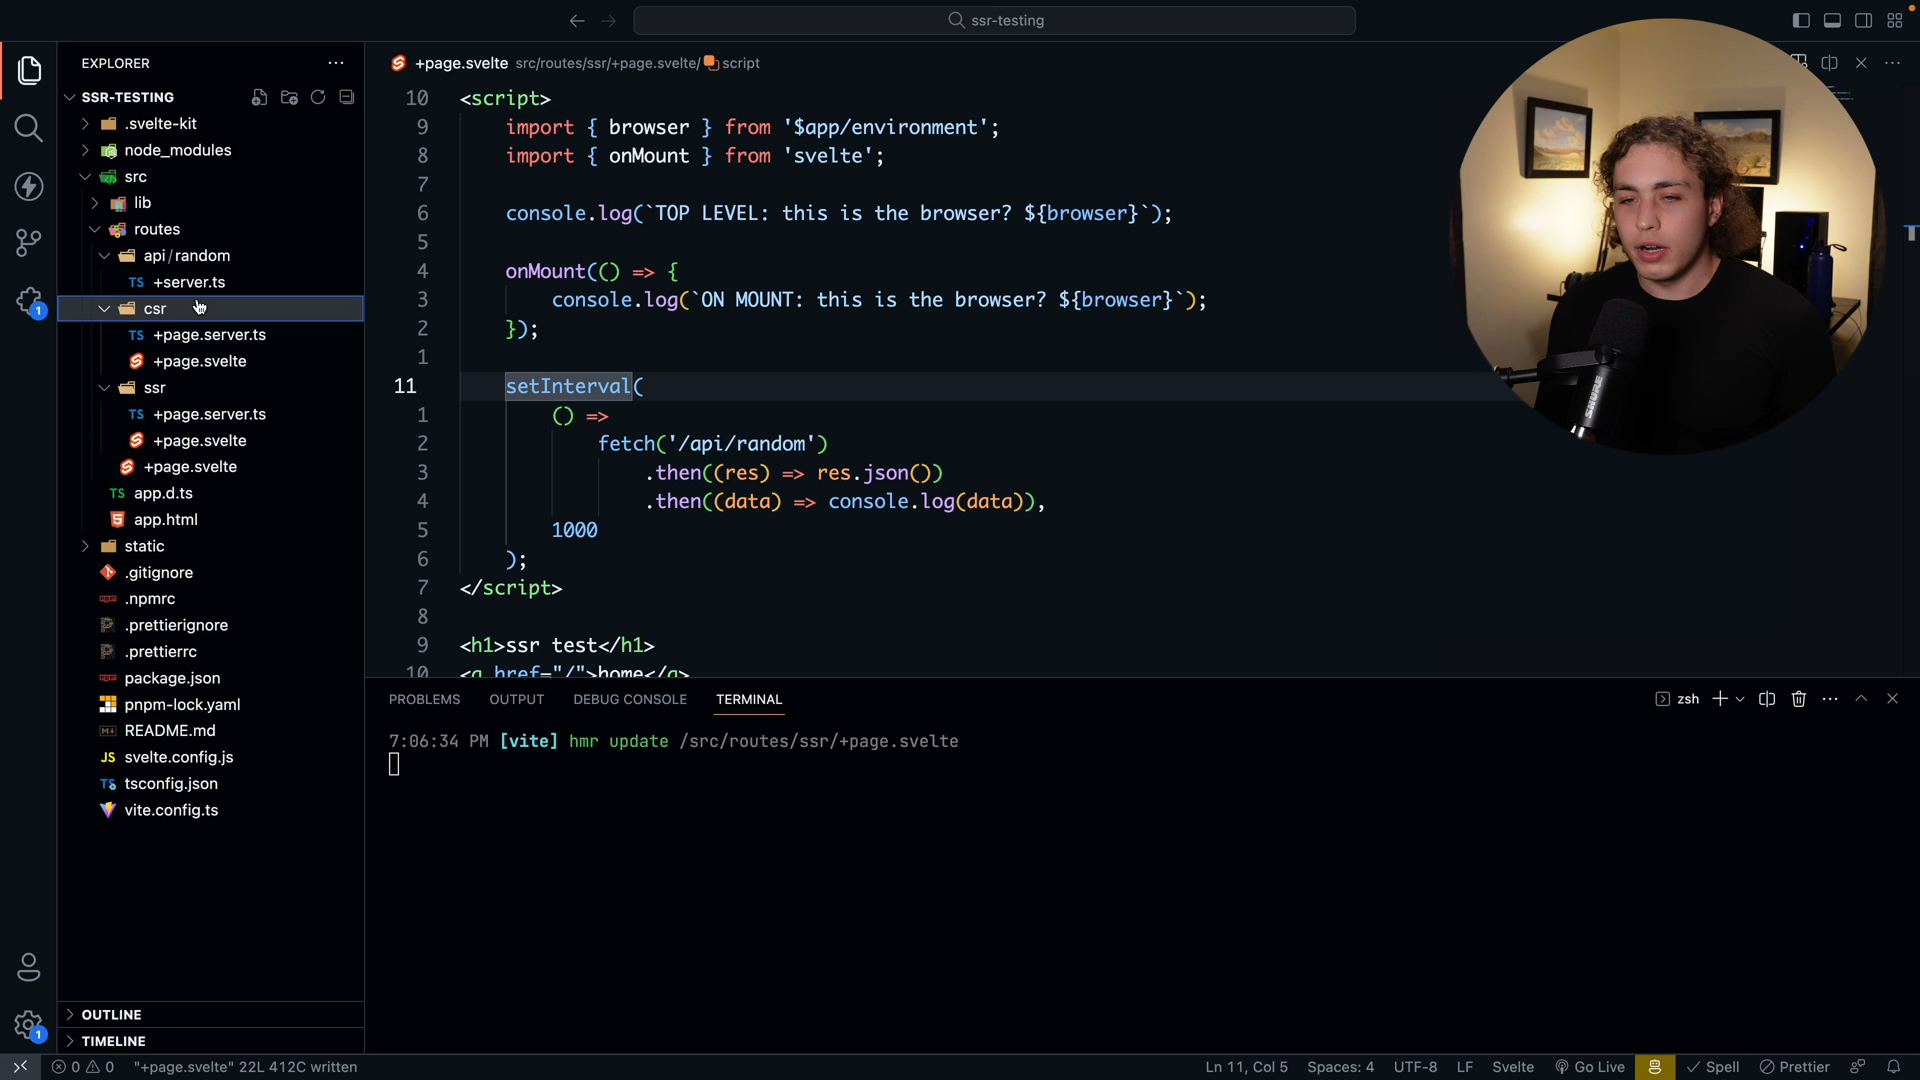 ssr-testing
EXPLORER
SSR-TESTING
.svelte-kit
node_modules
src
lib
routes
api/random
TS +server.ts
csr
TS +page.server.ts
+page.svelte
ssr
TS +page.server.ts
+page.svelte
+page.svelte
TS app.d.ts
app.html
static
.gitignore
.npmrc
.prettierignore
.prettierrc
package.json
pnpm-lock.yaml
README.md
JS svelte.config.js
TS tsconfig.json
vite.config.ts
OUTLINE
TIMELINE
1
1
+page.svelte src/routes/ssr/+page.svelte/ script
10 <script>
9 import { browser } from '$app/environment';
8 import { onMount } from 'svelte';
7
6 console.log(`TOP LEVEL: this is the browser? ${browser}`);
5
4 onMount(() => {
3 console.log(`ON MOUNT: this is the browser? ${browser}`);
2 });
1
11 setInterval(
1 () =>
2 fetch('/api/random')
3 .then((res) => res.json())
4 .then((data) => console.log(data)),
5 1000
6 );
7 </script>
8
9 <h1>ssr test</h1>
10 <a href="/">home</a>
PROBLEMS OUTPUT DEBUG CONSOLE TERMINAL
zsh
7:06:34 PM [vite] hmr update /src/routes/ssr/+page.svelte
SHURE
0 0 "+page.svelte" 22L 412C written
Ln 11, Col 5 Spaces: 4 UTF-8 LF Svelte Go Live Spell Prettier